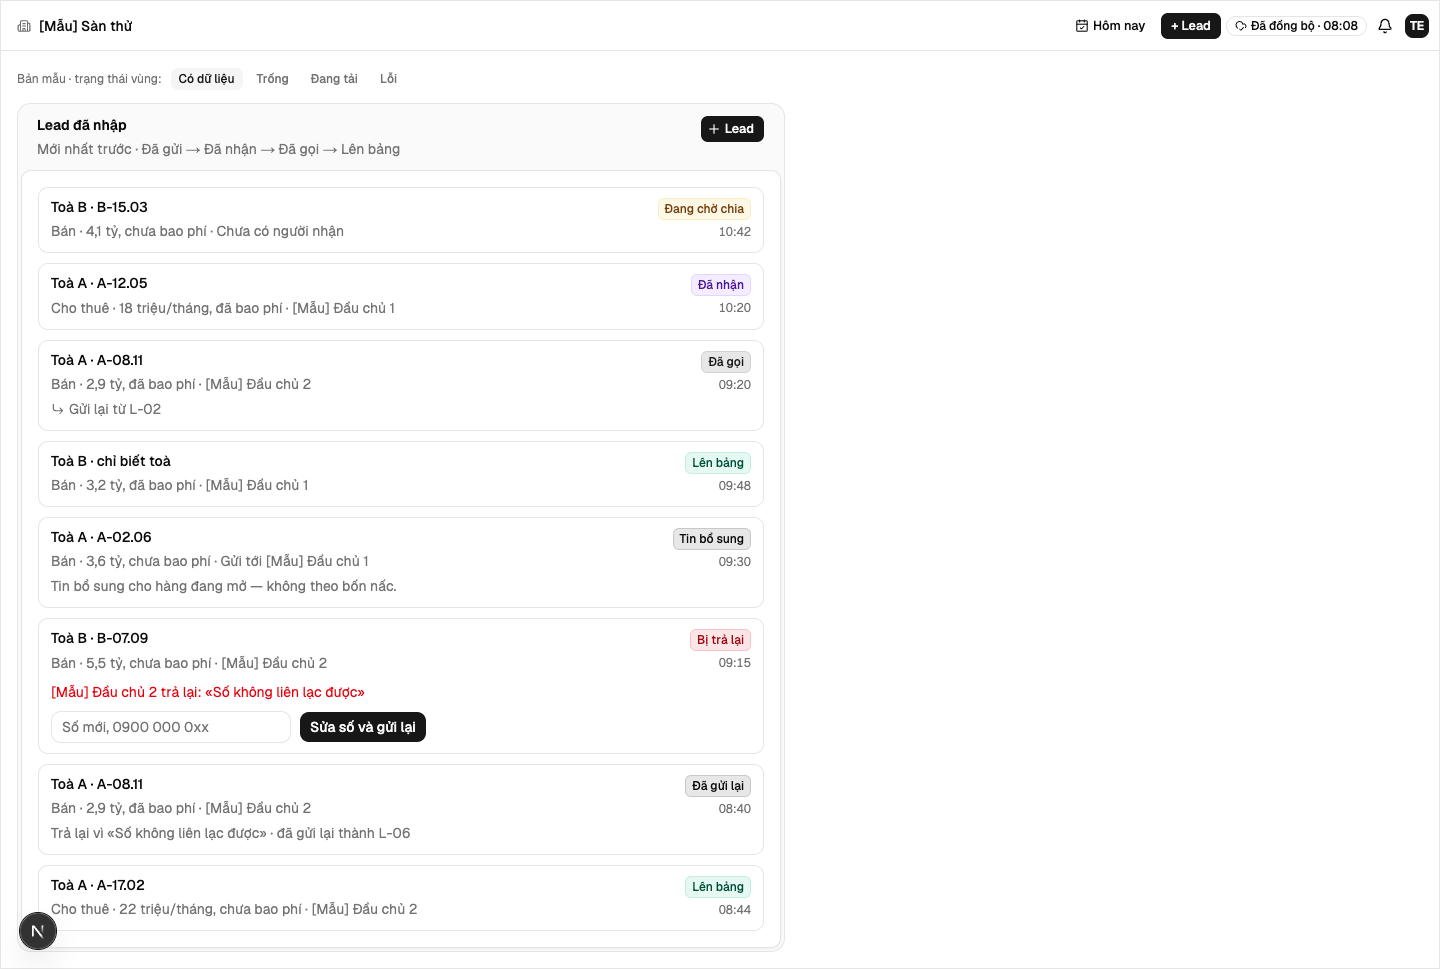 [Mẫu] Sàn thử
Hôm nay
+ Lead
Đã đồng bộ · 08:08
TE
Bản mẫu · trạng thái vùng:
Có dữ liệu
Trống
Đang tải
Lỗi
Lead đã nhập
+ Lead
Mới nhất trước · Đã gửi → Đã nhận → Đã gọi → Lên bảng
Toà B · B-15.03
Đang chờ chia
Bán · 4,1 tỷ, chưa bao phí · Chưa có người nhận
10:42
Toà A · A-12.05
Đã nhận
Cho thuê · 18 triệu/tháng, đã bao phí · [Mẫu] Đầu chủ 1
10:20
Toà A · A-08.11
Đã gọi
Bán · 2,9 tỷ, đã bao phí · [Mẫu] Đầu chủ 2
09:20
↳ Gửi lại từ L-02
Toà B · chỉ biết toà
Lên bảng
Bán · 3,2 tỷ, đã bao phí · [Mẫu] Đầu chủ 1
09:48
Toà A · A-02.06
Tin bổ sung
Bán · 3,6 tỷ, chưa bao phí · Gửi tới [Mẫu] Đầu chủ 1
09:30
Tin bổ sung cho hàng đang mở — không theo bốn nấc.
Toà B · B-07.09
Bị trả lại
Bán · 5,5 tỷ, chưa bao phí · [Mẫu] Đầu chủ 2
09:15
[Mẫu] Đầu chủ 2 trả lại: «Số không liên lạc được»
Số mới, 0900 000 0xx
Sửa số và gửi lại
Toà A · A-08.11
Đã gửi lại
Bán · 2,9 tỷ, đã bao phí · [Mẫu] Đầu chủ 2
08:40
Trả lại vì «Số không liên lạc được» · đã gửi lại thành L-06
Toà A · A-17.02
Lên bảng
Cho thuê · 22 triệu/tháng, chưa bao phí · [Mẫu] Đầu chủ 2
08:44
N